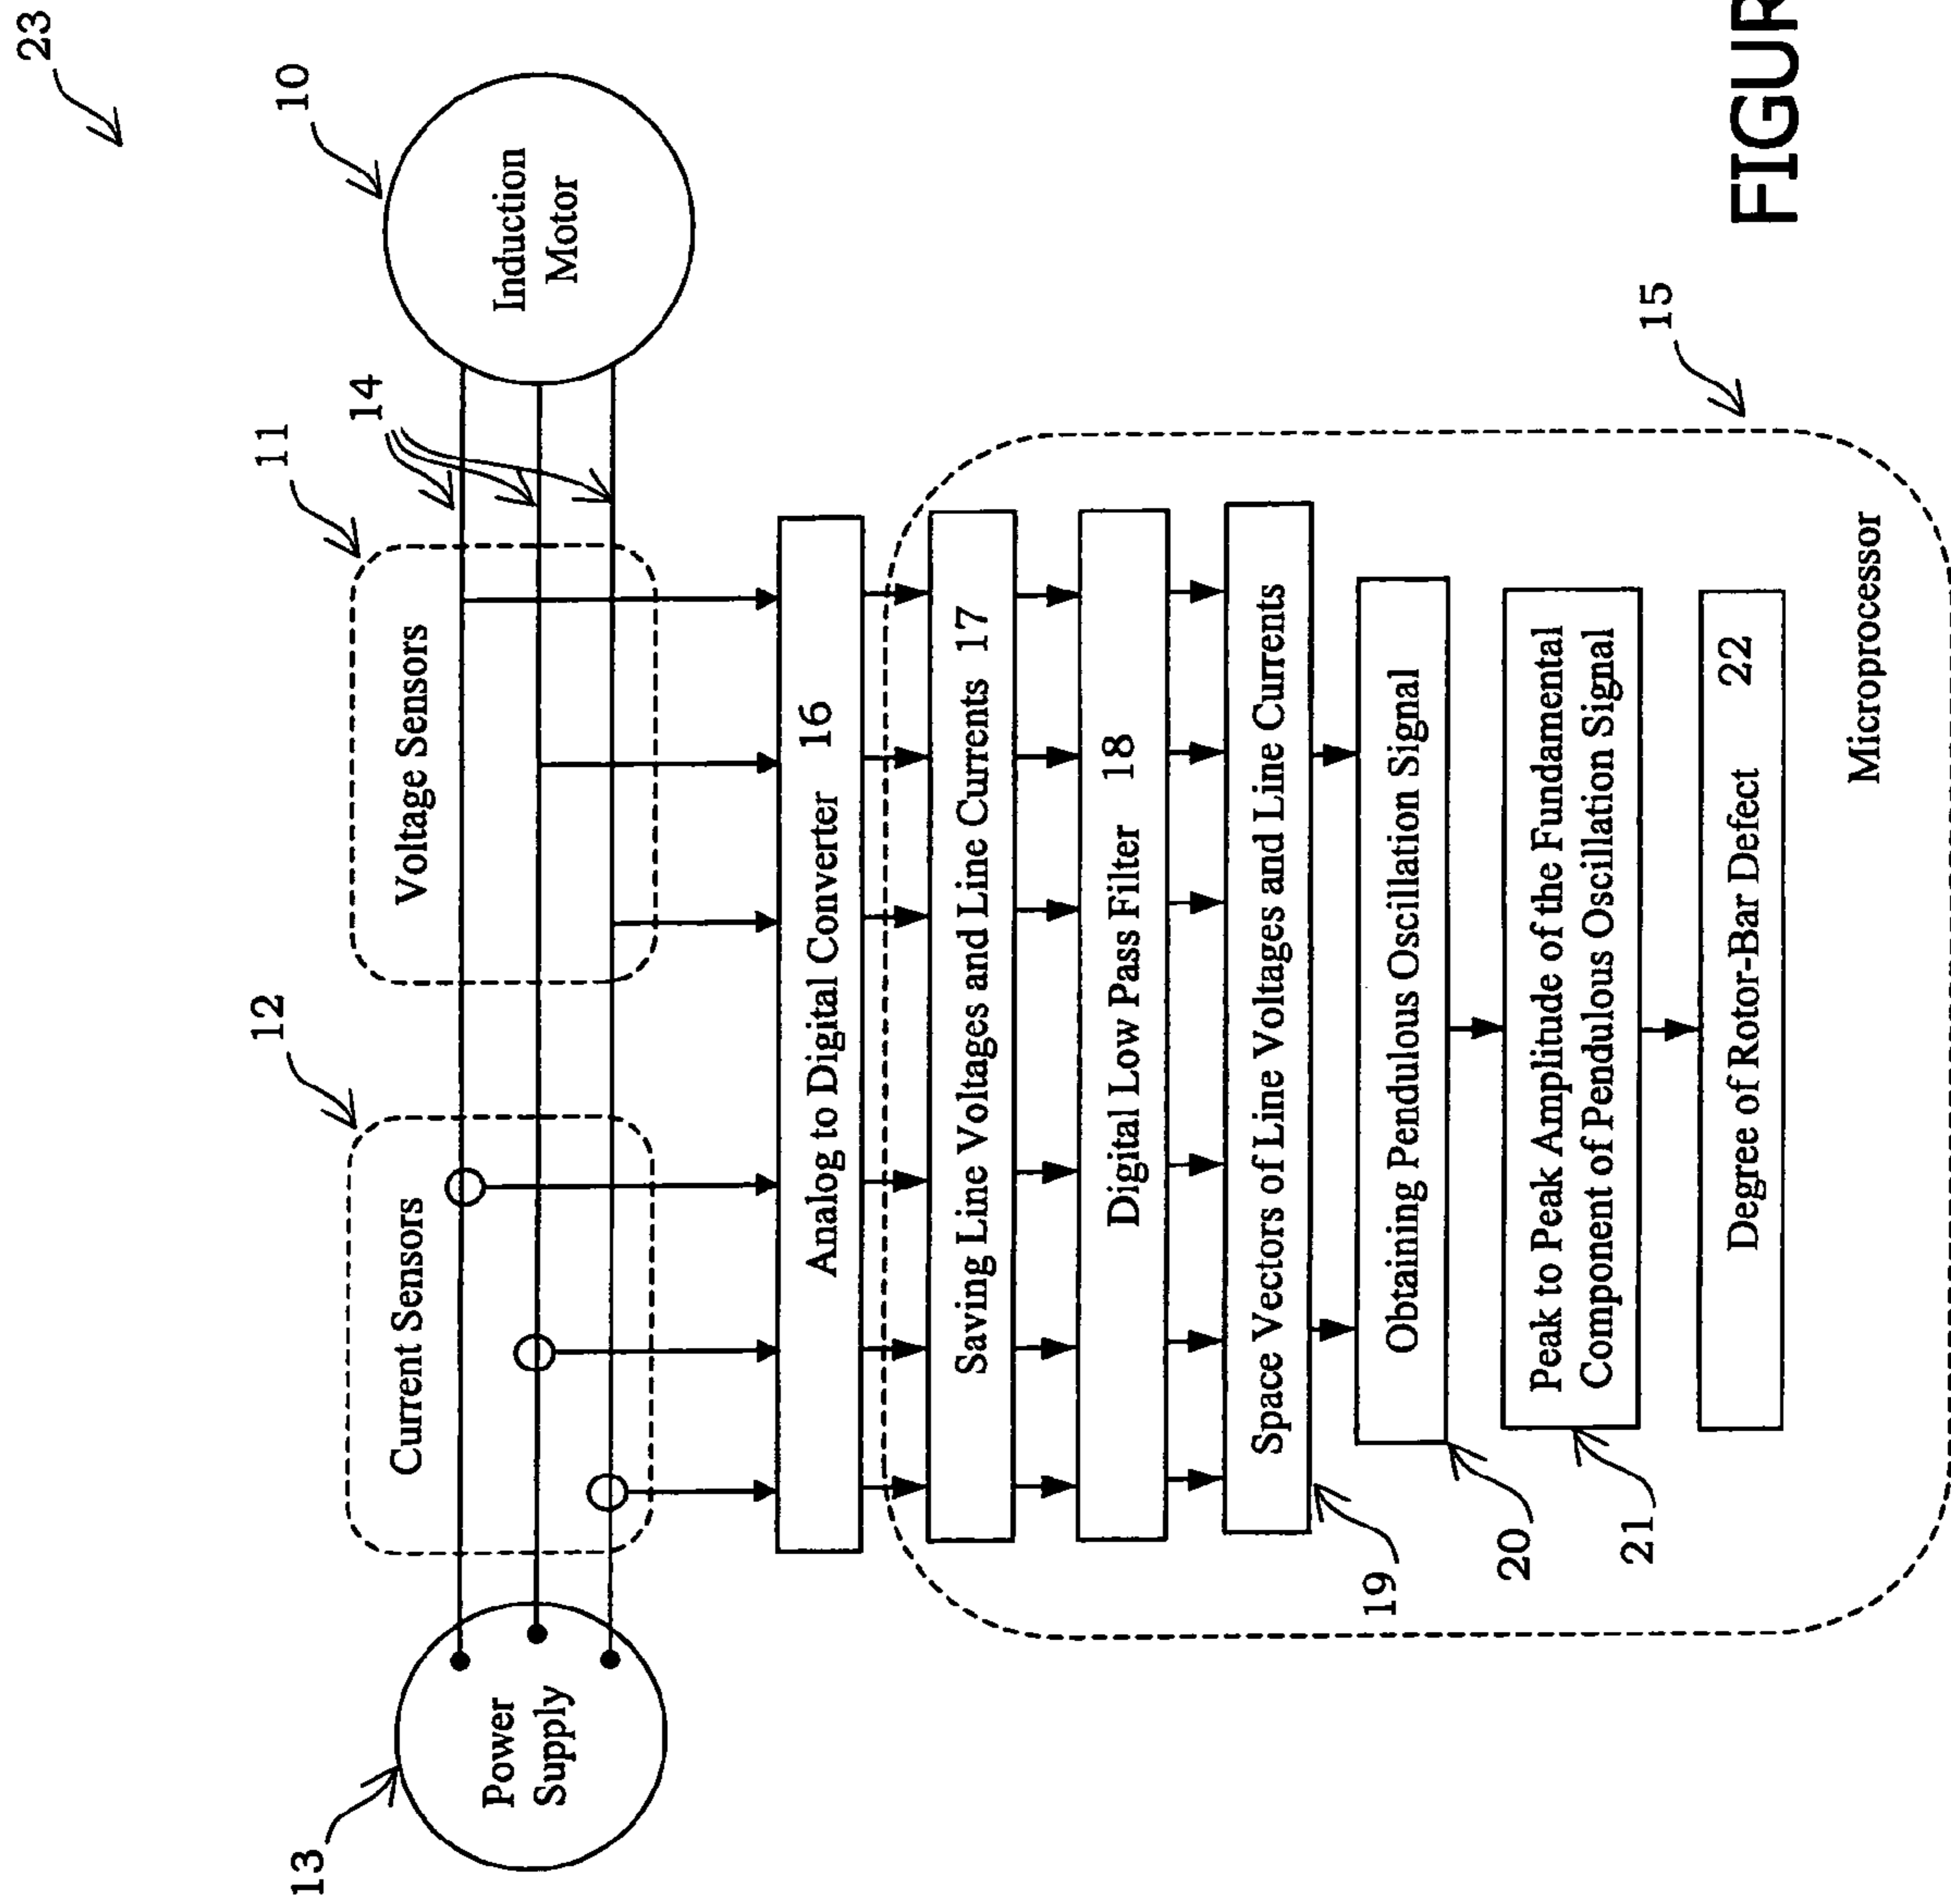 23
10
Induction
Motor
14
11
Voltage Sensors
12
Current Sensors
Power
Supply
13
Analog to Digital Converter 16
Saving Line Voltages and Line Currents 17
Digital Low Pass Filter 18
Space Vectors of Line Voltages and Line Currents
19
Obtaining Pendulous Oscillation Signal
20
Peak to Peak Amplitude of the Fundamental
Component of Pendulous Oscillation Signal
21
Degree of Rotor-Bar Defect 22
Microprocessor
15